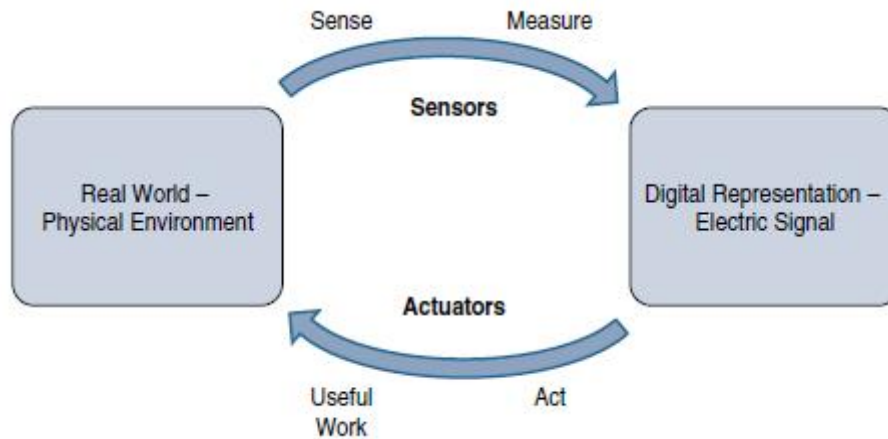 Sense
Measure
Sensors
Real World –
Physical Environment
Digital Representation –
Electric Signal
Actuators
Useful
Work
Act